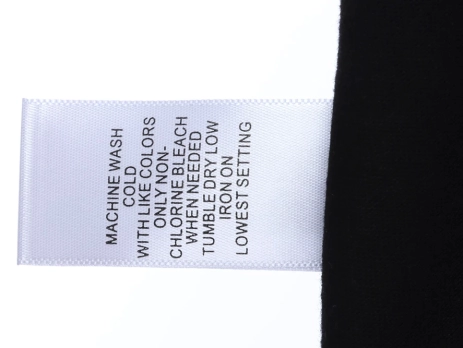 MACHINE WASH
COLD
WITH LIKE COLORS
ONLY NON-
CHLORINE BLEACH
WHEN NEEDED
TUMBLE DRY LOW
IRON ON
LOWEST SETTING